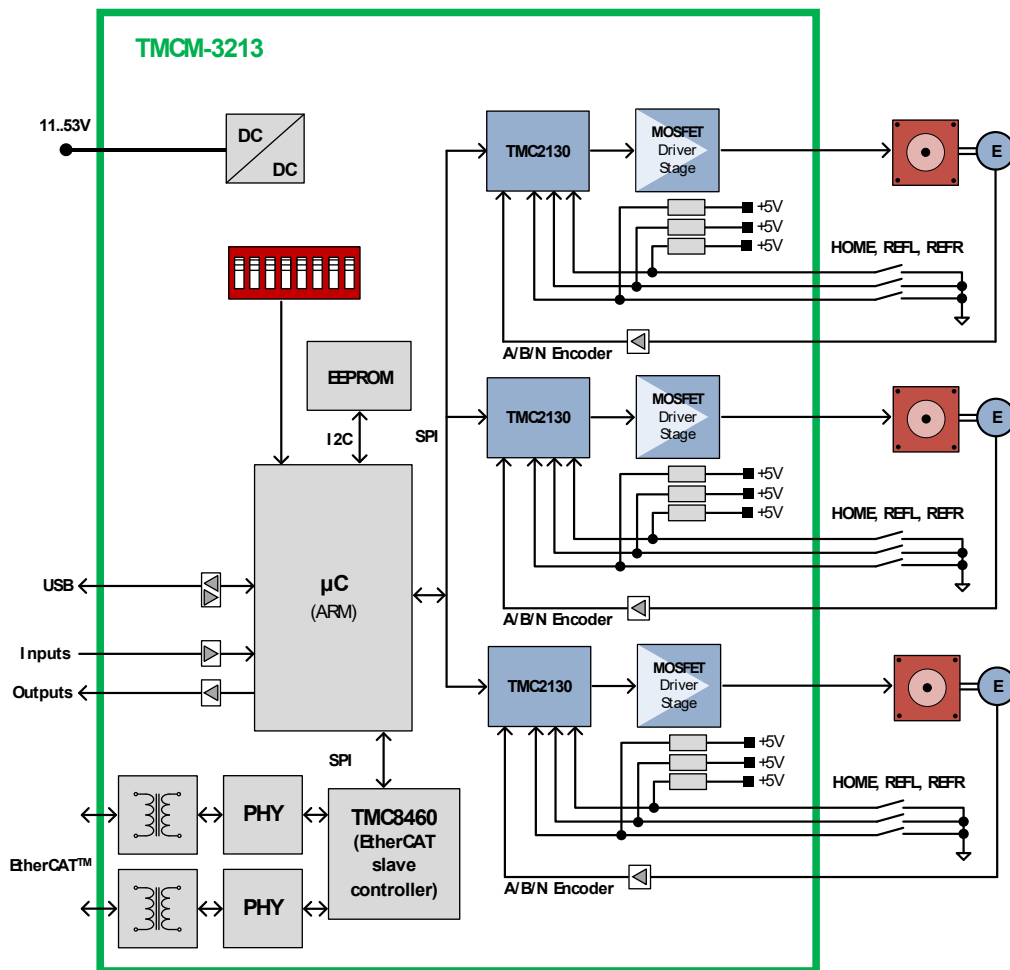 TMCM-3213
11..53V
DC
DC
TMC2130
MOSFET
Driver
Stage
E
+5V
+5V
+5V
HOME, REFL, REFR
A/B/N Encoder
EEPROM
I2C
SPI
TMC2130
MOSFET
Driver
Stage
E
+5V
+5V
+5V
HOME, REFL, REFR
A/B/N Encoder
USB
µC
(ARM)
Inputs
Outputs
TMC2130
MOSFET
Driver
Stage
E
+5V
+5V
+5V
HOME, REFL, REFR
A/B/N Encoder
SPI
PHY
TMC8460
(EtherCAT
slave
controller)
EtherCAT™
PHY